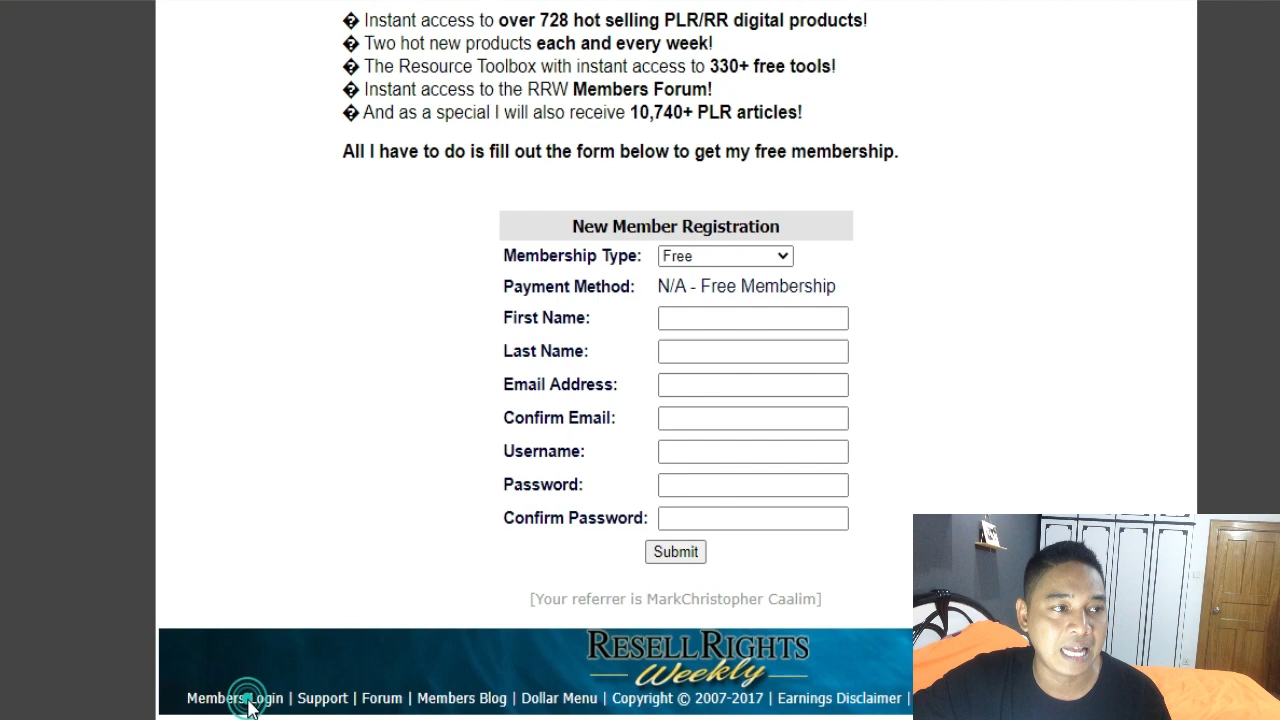 � Instant access to over 728 hot selling PLR/RR digital products!
� Two hot new products each and every week!
� The Resource Toolbox with instant access to 330+ free tools!
� Instant access to the RRW Members Forum!
� And as a special I will also receive 10,740+ PLR articles!
All I have to do is fill out the form below to get my free membership.
New Member Registration
Membership Type: Free
Payment Method: N/A - Free Membership
First Name:
Last Name:
Email Address:
Confirm Email:
Username:
Password:
Confirm Password:
Submit
[Your referrer is MarkChristopher Caalim]
RESELL RIGHTS
Weekly
Members Login | Support | Forum | Members Blog | Dollar Menu | Copyright © 2007-2017 | Earnings Disclaimer |